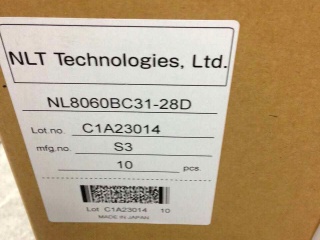 NLT Technologies, Ltd.
NL8060BC31-28D
Lot no. C1A23014
mfg.no. S3
10 pcs.
Lot C1A23014 10
MADE IN JAPAN